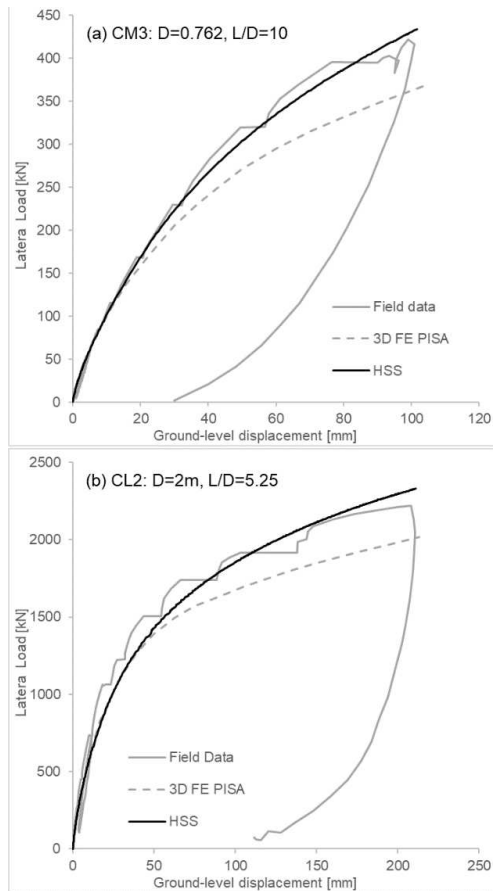 (a) CM3: D=0.762, L/D=10
450
400
350
300
250
200
150
100
50
0
Latera Load [kN]
Field data
3D FE PISA
HSS
0 20 40 60 80 100 120
Ground-level displacement [mm]
(b) CL2: D=2m, L/D=5.25
2500
2000
1500
1000
500
0
Latera Load [kN]
Field Data
3D FE PISA
HSS
0 50 100 150 200 250
Ground-level displacement [mm]